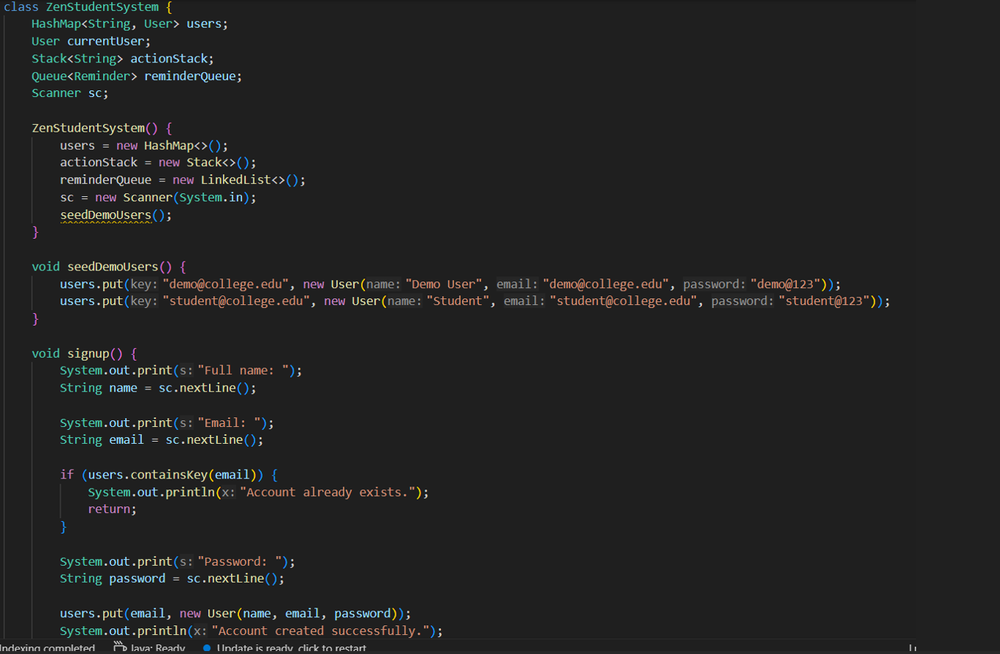 class ZenStudentSystem {
HashMap<String, User> users;
User currentUser;
Stack<String> actionStack;
Queue<Reminder> reminderQueue;
Scanner sc;
ZenStudentSystem() {
users = new HashMap<>();
actionStack = new Stack<>();
reminderQueue = new LinkedList<>();
sc = new Scanner(System.in);
seedDemoUsers();
}
void seedDemoUsers() {
users.put(key: "demo@college.edu", new User(name: "Demo User", email: "demo@college.edu", password: "demo@123"));
users.put(key: "student@college.edu", new User(name: "Student", email: "student@college.edu", password: "student@123"));
}
void signup() {
System.out.print(s: "Full name: ");
String name = sc.nextLine();
System.out.print(s: "Email: ");
String email = sc.nextLine();
if (users.containsKey(email)) {
System.out.println(x: "Account already exists.");
return;
}
System.out.print(s: "Password: ");
String password = sc.nextLine();
users.put(email, new User(name, email, password));
System.out.println(x: "Account created successfully.");
Indexing completed Java: Ready Update is ready, click to restart